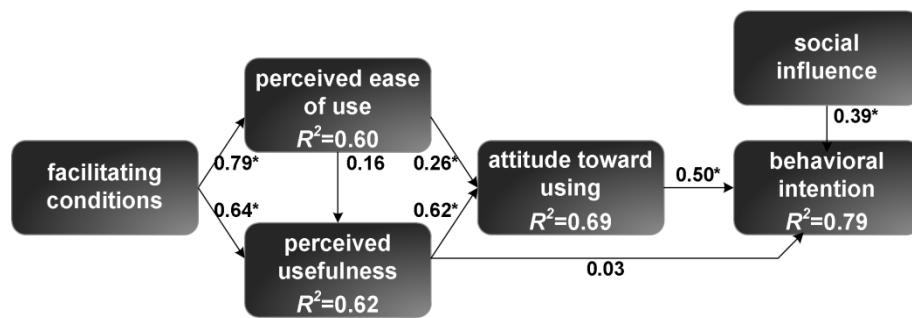 social
influence
perceived ease
of use
R²=0.60
0.39*
facilitating
conditions
0.79*
0.16
0.26*
attitude toward
using
R²=0.69
0.50*
behavioral
intention
R²=0.79
0.64*
0.62*
perceived
usefulness
R²=0.62
0.03